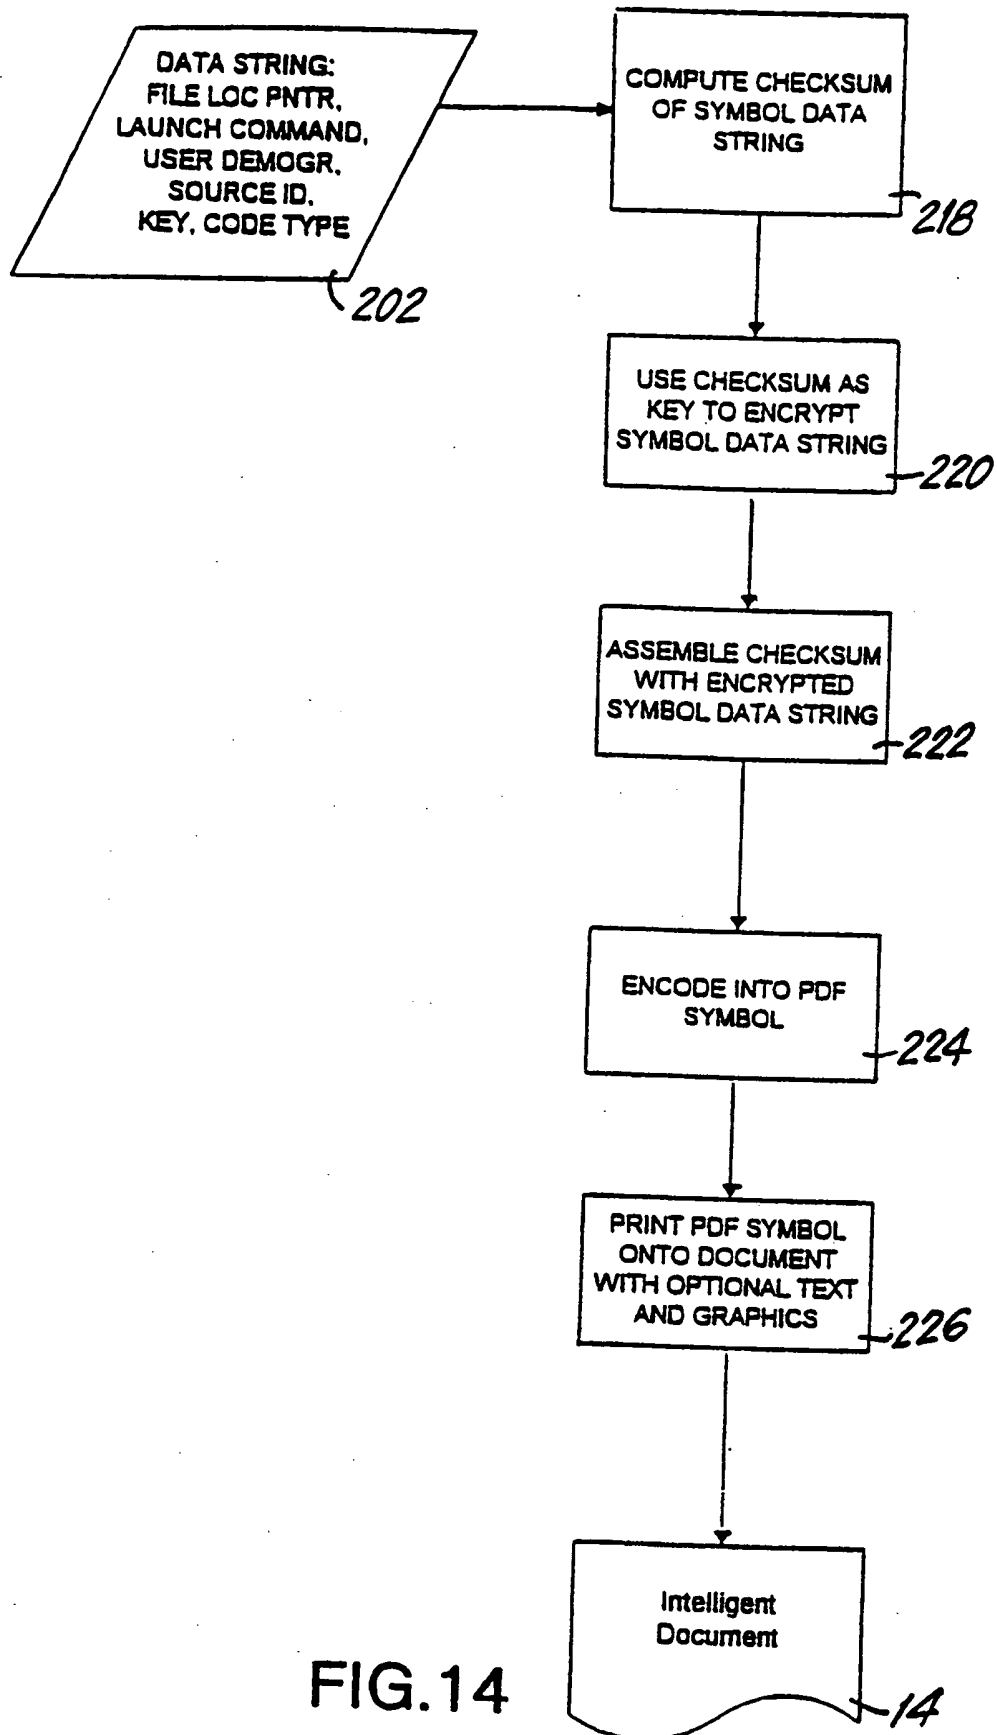 DATA STRING:
FILE LOC PNTR,
LAUNCH COMMAND,
USER DEMOGR,
SOURCE ID,
KEY, CODE TYPE
202
COMPUTE CHECKSUM
OF SYMBOL DATA
STRING
218
USE CHECKSUM AS
KEY TO ENCRYPT
SYMBOL DATA STRING
220
ASSEMBLE CHECKSUM
WITH ENCRYPTED
SYMBOL DATA STRING
222
ENCODE INTO PDF
SYMBOL
224
PRINT PDF SYMBOL
ONTO DOCUMENT
WITH OPTIONAL TEXT
AND GRAPHICS
226
Intelligent
Document
14
FIG.14